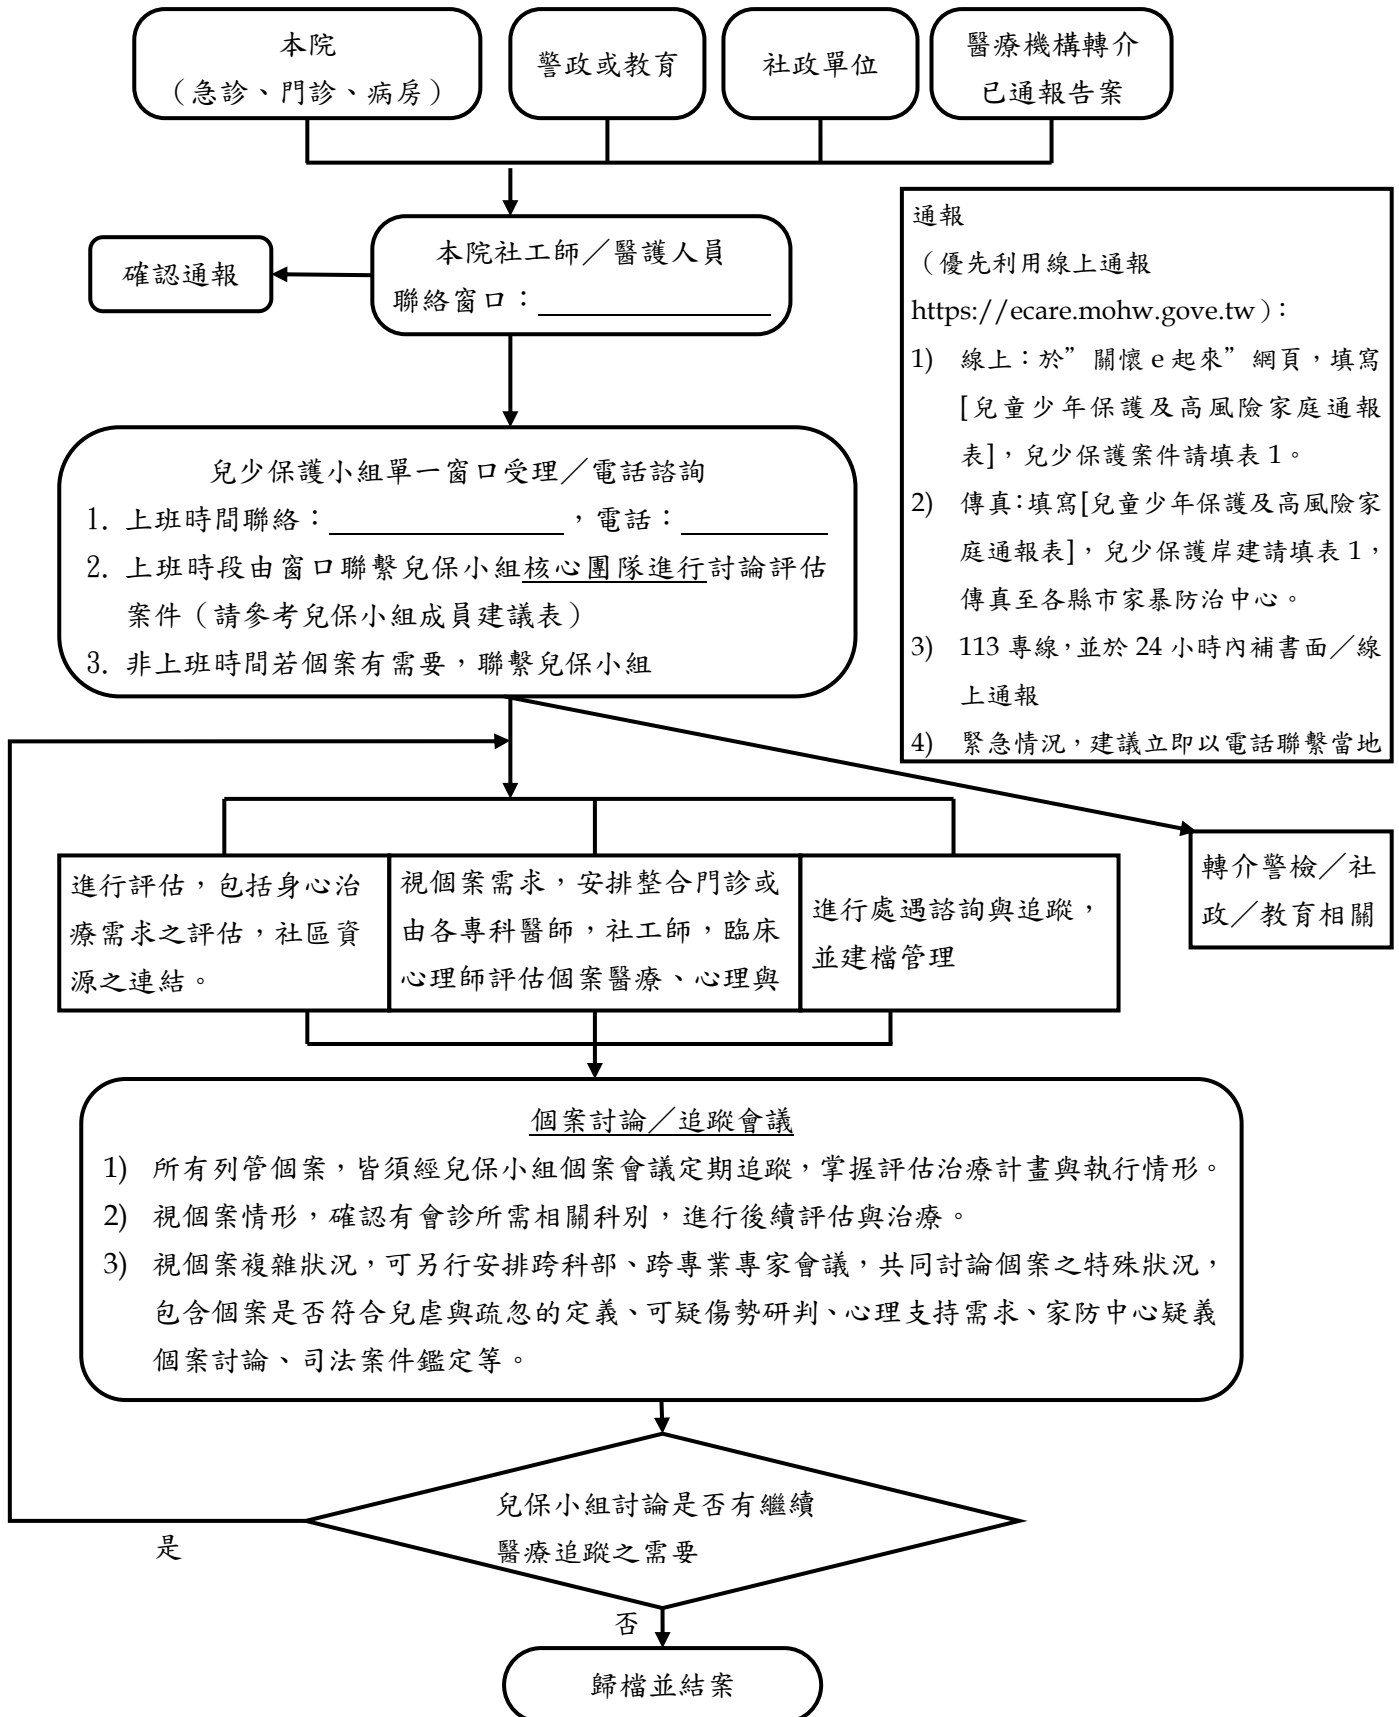 本院
（急診、門診、病房）
警政或教育
社政單位
醫療機構轉介
已通報告案
本院社工師／醫護人員
聯絡窗口：
確認通報
通報
（優先利用線上通報
https://ecare.mohw.gove.tw）：
1) 線上：於”關懷 e 起來”網頁，填寫
[兒童少年保護及高風險家庭通報
表]，兒少保護案件請填表 1。
2) 傳真：填寫[兒童少年保護及高風險家
庭通報表]，兒少保護岸建請填表 1，
傳真至各縣市家暴防治中心。
3) 113 專線，並於 24 小時內補書面／線
上通報
4) 緊急情況，建議立即以電話聯繫當地
兒少保護小組單一窗口受理／電話諮詢
1. 上班時間聯絡：，電話：
2. 上班時段由窗口聯繫兒保小組核心團隊進行討論評估
案件（請參考兒保小組成員建議表）
3. 非上班時間若個案有需要，聯繫兒保小組
轉介警檢／社
政／教育相關
進行評估，包括身心治
療需求之評估，社區資
源之連結。
視個案需求，安排整合門診或
由各專科醫師，社工師，臨床
心理師評估個案醫療、心理與
進行處遇諮詢與追蹤，
並建檔管理
個案討論／追蹤會議
1) 所有列管個案，皆須經兒保小組個案會議定期追蹤，掌握評估治療計畫與執行情形。
2) 視個案情形，確認有會診所需相關科別，進行後續評估與治療。
3) 視個案複雜狀況，可另行安排跨科部、跨專業專家會議，共同討論個案之特殊狀況，
包含個案是否符合兒虐與疏忽的定義、可疑傷勢研判、心理支持需求、家防中心疑義
個案討論、司法案件鑑定等。
兒保小組討論是否有繼續
醫療追蹤之需要
是
否
歸檔並結案